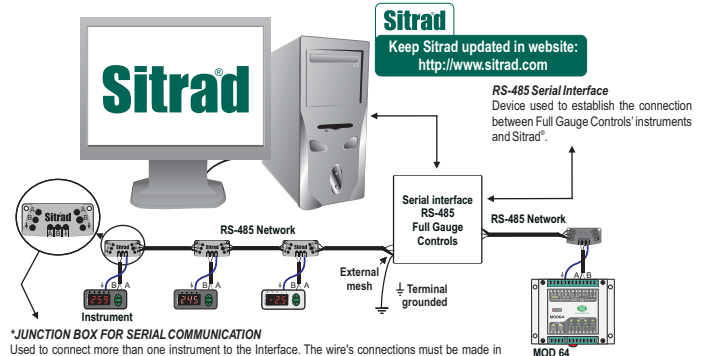 Sitrad
Keep Sitrad updated in website:
http://www.sitrad.com
Sitrad®
RS-485 Serial Interface
Device used to establish the connection
between Full Gauge Controls' instruments
and Sitrad®.
Serial interface
RS-485
Full Gauge
Controls
RS-485 Network
RS-485 Network
A
B
Sitrad
A
B
A B
Sitrad
Sitrad
Sitrad
B A
B A
B A
A B
External
mesh
Terminal
grounded
Instrument
24.5
-25
MOD64
MOD 64
*JUNCTION BOX FOR SERIAL COMMUNICATION
Used to connect more than one instrument to the Interface. The wire's connections must be made in